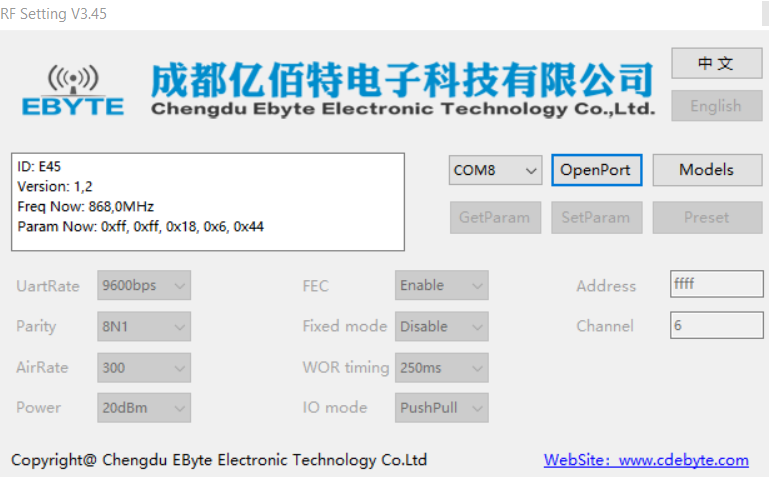 RF Setting V3.45
EBYTE
成都亿佰特电子科技有限公司
Chengdu Ebyte Electronic Technology Co.,Ltd.
中文
English
ID: E45
Version: 1,2
Freq Now: 868,0MHz
Param Now: 0xff, 0xff, 0x18, 0x6, 0x44
COM8 OpenPort Models
GetParam SetParam Preset
UartRate 9600bps FEC Enable Address ffff
Parity 8N1 Fixed mode Disable Channel 6
AirRate 300 WOR timing 250ms
Power 20dBm IO mode PushPull
Copyright@ Chengdu EByte Electronic Technology Co.Ltd WebSite: www.cdebyte.com